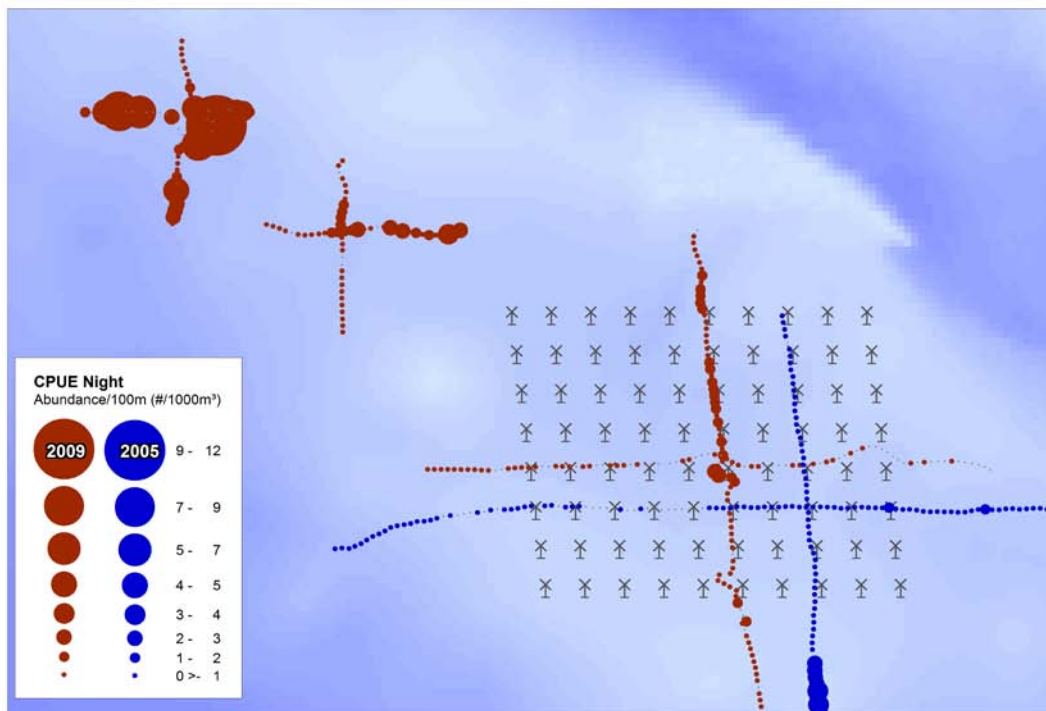 CPUE Night
Abundance/100m (#/1000m³)
2009 2005 9 - 12
7 - 9
5 - 7
4 - 5
3 - 4
2 - 3
1 - 2
0 >- 1